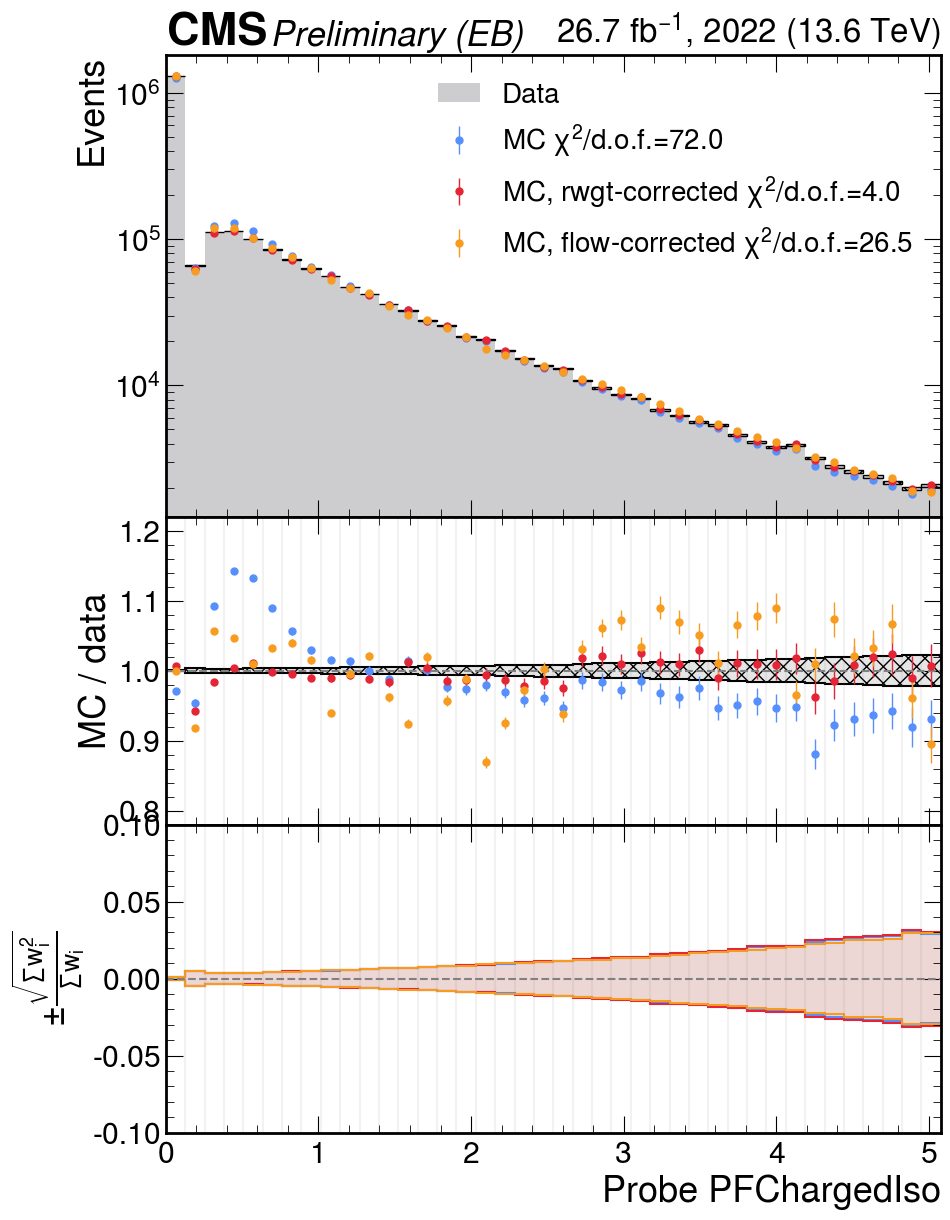 CMS Preliminary (EB) 26.7 fb⁻¹, 2022 (13.6 TeV)
Events
10⁶
10⁵
10⁴
Data
MC χ²/d.o.f.=72.0
MC, rwgt-corrected χ²/d.o.f.=4.0
MC, flow-corrected χ²/d.o.f.=26.5
MC / data
1.2
1.1
1.0
0.9
0.8
±√Σwᵢ²/Σwᵢ
0.10
0.05
0.00
-0.05
-0.10
0 1 2 3 4 5
Probe PFChargedIso